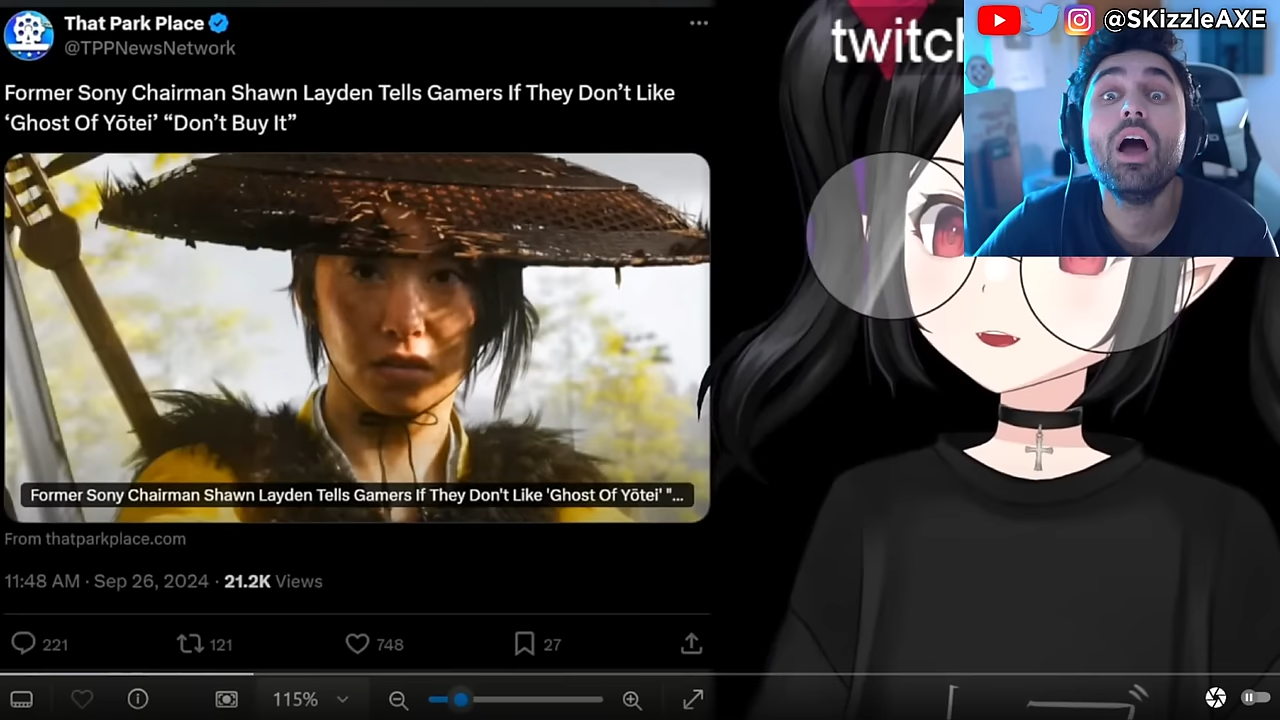 That Park Place
@TPPNewsNetwork
Former Sony Chairman Shawn Layden Tells Gamers If They Don’t Like
‘Ghost Of Yōtei’ “Don’t Buy It”
Former Sony Chairman Shawn Layden Tells Gamers If They Don't Like 'Ghost Of Yōtei' "...
From thatparkplace.com
11:48 AM · Sep 26, 2024 · 21.2K Views
221
121
748
27
115%
twitch
@SKizzleAXE